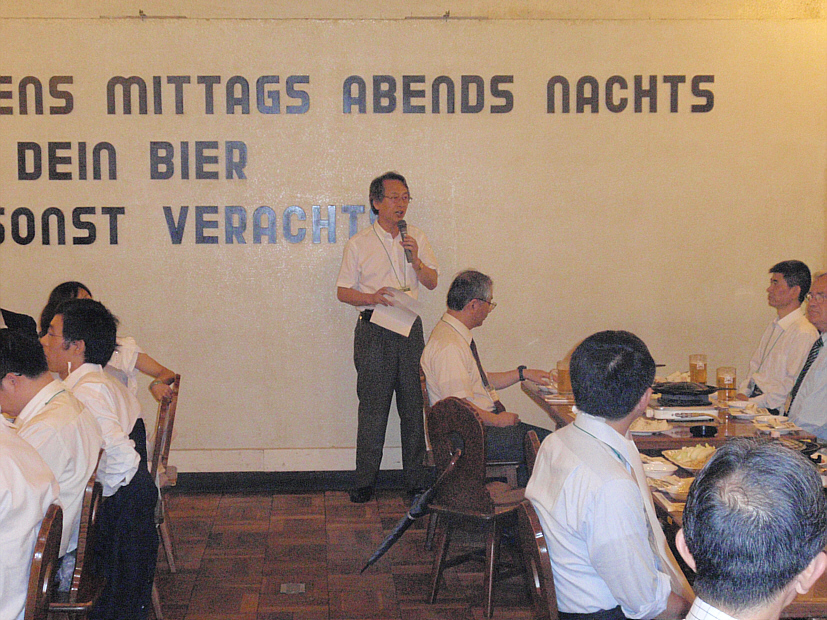 ENS MITTAGS ABENDS NACHTS
DEIN BIER
SONST VERACHT